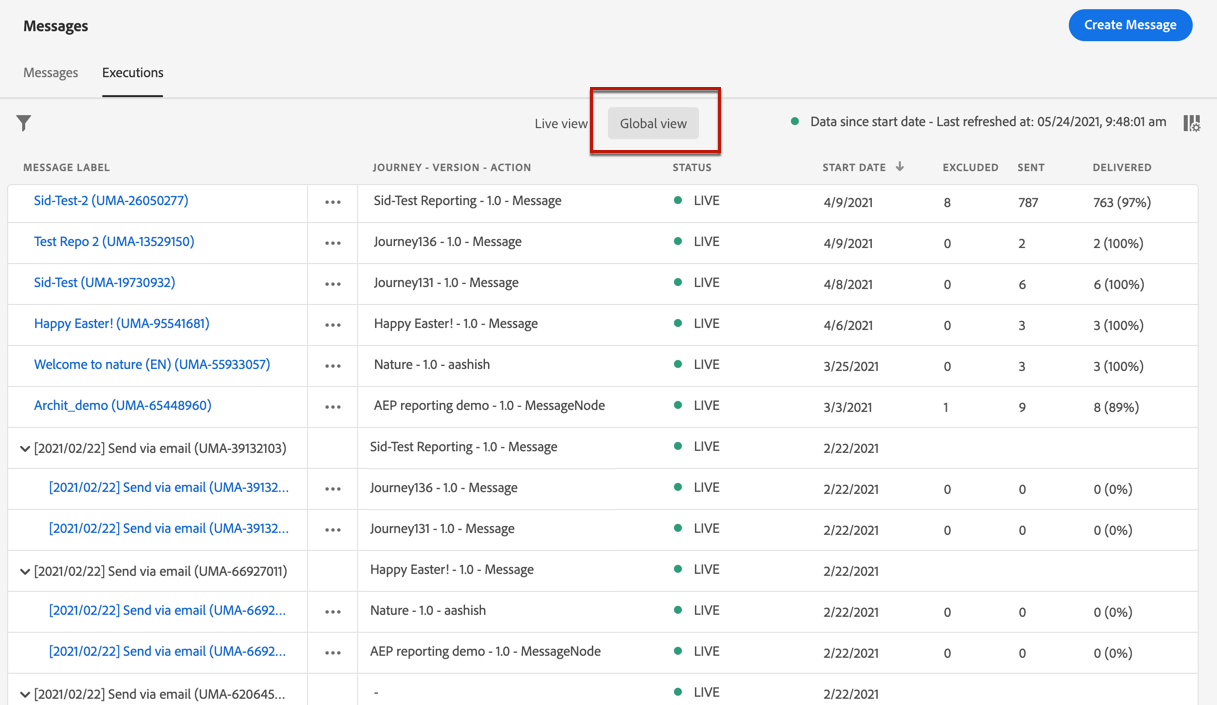 Messages
Create Message
Messages Executions
Live view Global view Data since start date - Last refreshed at: 05/24/2021, 9:48:01 am
MESSAGE LABEL JOURNEY - VERSION - ACTION STATUS START DATE ↓ EXCLUDED SENT DELIVERED
Sid-Test-2 (UMA-26050277) ••• Sid-Test Reporting - 1.0 - Message LIVE 4/9/2021 8 787 763 (97%)
Test Repo 2 (UMA-13529150) ••• Journey136 - 1.0 - Message LIVE 4/9/2021 0 2 2 (100%)
Sid-Test (UMA-19730932) ••• Journey131 - 1.0 - Message LIVE 4/8/2021 0 6 6 (100%)
Happy Easter! (UMA-95541681) ••• Happy Easter! - 1.0 - Message LIVE 4/6/2021 0 3 3 (100%)
Welcome to nature (EN) (UMA-55933057) ••• Nature - 1.0 - aashish LIVE 3/25/2021 0 3 3 (100%)
Archit_demo (UMA-65448960) ••• AEP reporting demo - 1.0 - MessageNode LIVE 3/3/2021 1 9 8 (89%)
[2021/02/22] Send via email (UMA-39132103) Sid-Test Reporting - 1.0 - Message LIVE 2/22/2021
[2021/02/22] Send via email (UMA-39132... ••• Journey136 - 1.0 - Message LIVE 2/22/2021 0 0 0 (0%)
[2021/02/22] Send via email (UMA-39132... ••• Journey131 - 1.0 - Message LIVE 2/22/2021 0 0 0 (0%)
[2021/02/22] Send via email (UMA-66927011) Happy Easter! - 1.0 - Message LIVE 2/22/2021
[2021/02/22] Send via email (UMA-6692... ••• Nature - 1.0 - aashish LIVE 2/22/2021 0 0 0 (0%)
[2021/02/22] Send via email (UMA-6692... ••• AEP reporting demo - 1.0 - MessageNode LIVE 2/22/2021 0 0 0 (0%)
[2021/02/22] Send via email (UMA-620645... - LIVE 2/22/2021